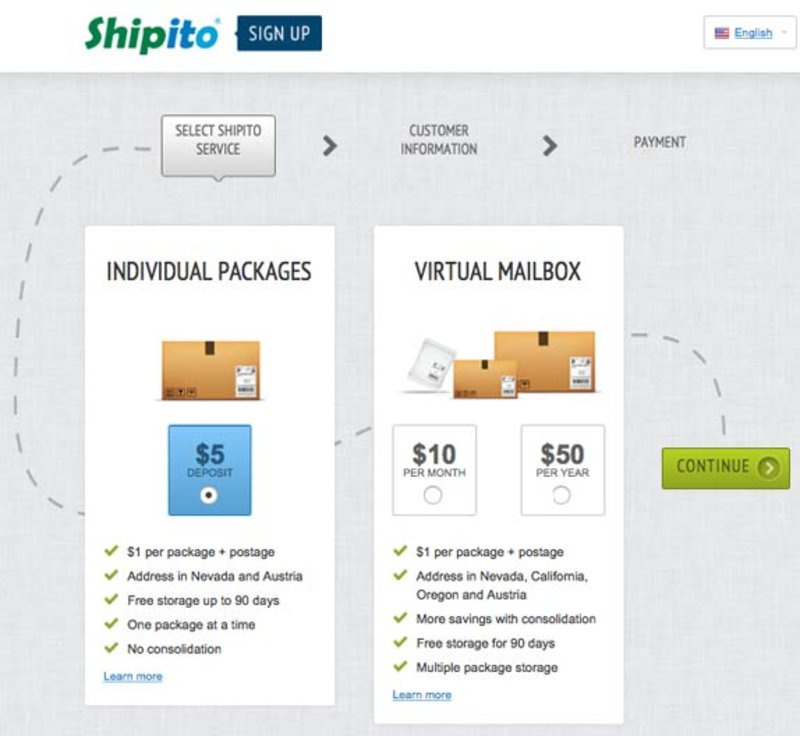 Shipito
SIGN UP
English
SELECT SHIPITO
SERVICE
CUSTOMER
INFORMATION
PAYMENT
INDIVIDUAL PACKAGES
$5
DEPOSIT
$1 per package + postage
Address in Nevada and Austria
Free storage up to 90 days
One package at a time
No consolidation
Learn more
VIRTUAL MAILBOX
$10
PER MONTH
$50
PER YEAR
$1 per package + postage
Address in Nevada, California,
Oregon and Austria
More savings with consolidation
Free storage for 90 days
Multiple package storage
Learn more
CONTINUE